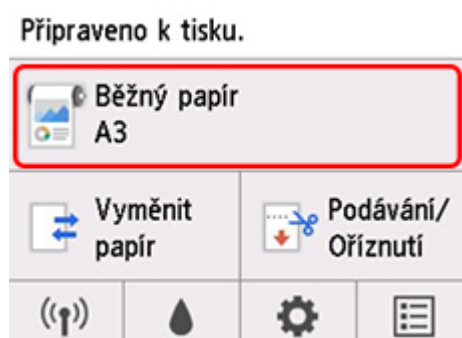 Připraveno k tisku.
Běžný papír
A3
Vyměnit
papír
Podávání/
Oříznutí